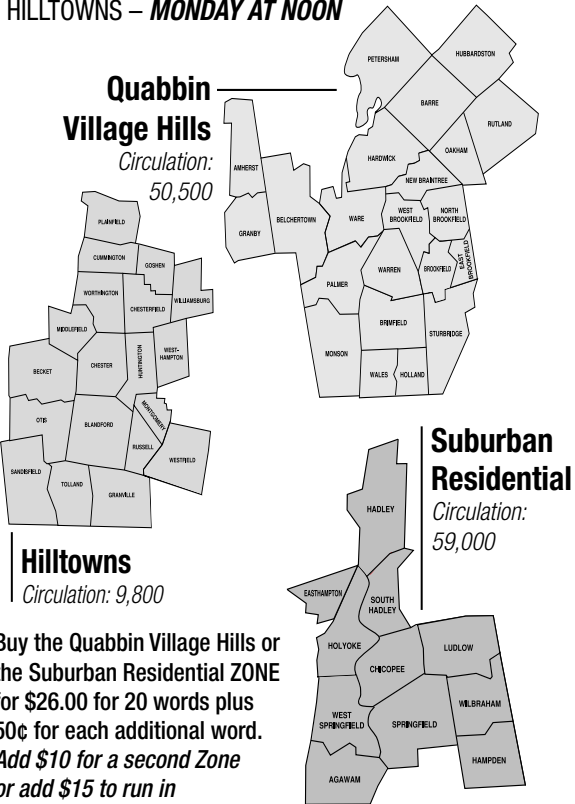 HILLTOWNS – MONDAY AT NOON
Quabbin
Village Hills
Circulation:
50,500
PETERSHAM
HUBBARDSTON
BARRE
RUTLAND
OAKHAM
HARDWICK
NEW BRAINTREE
AMHERST
BELCHERTOWN
GRANBY
WARE
WEST
BROOKFIELD
NORTH
BROOKFIELD
EAST
BROOKFIELD
BROOKFIELD
WARREN
PALMER
BRIMFIELD
STURBRIDGE
MONSON
WALES
HOLLAND
PLAINFIELD
CUMMINGTON
GOSHEN
WORTHINGTON
CHESTERFIELD
WILLIAMSBURG
MIDDLEFIELD
WEST-
HAMPTON
HUNTINGTON
CHESTER
BECKET
MONTGOMERY
OTIS
BLANDFORD
RUSSELL
WESTFIELD
SANDISFIELD
TOLLAND
GRANVILLE
Hilltowns
Circulation: 9,800
Suburban
Residential
Circulation:
59,000
HADLEY
EASTHAMPTON
SOUTH
HADLEY
HOLYOKE
LUDLOW
CHICOPEE
WEST
SPRINGFIELD
SPRINGFIELD
WILBRAHAM
HAMPDEN
AGAWAM
Buy the Quabbin Village Hills or
the Suburban Residential ZONE
for $26.00 for 20 words plus
50¢ for each additional word.
Add $10 for a second Zone
or add $15 to run in